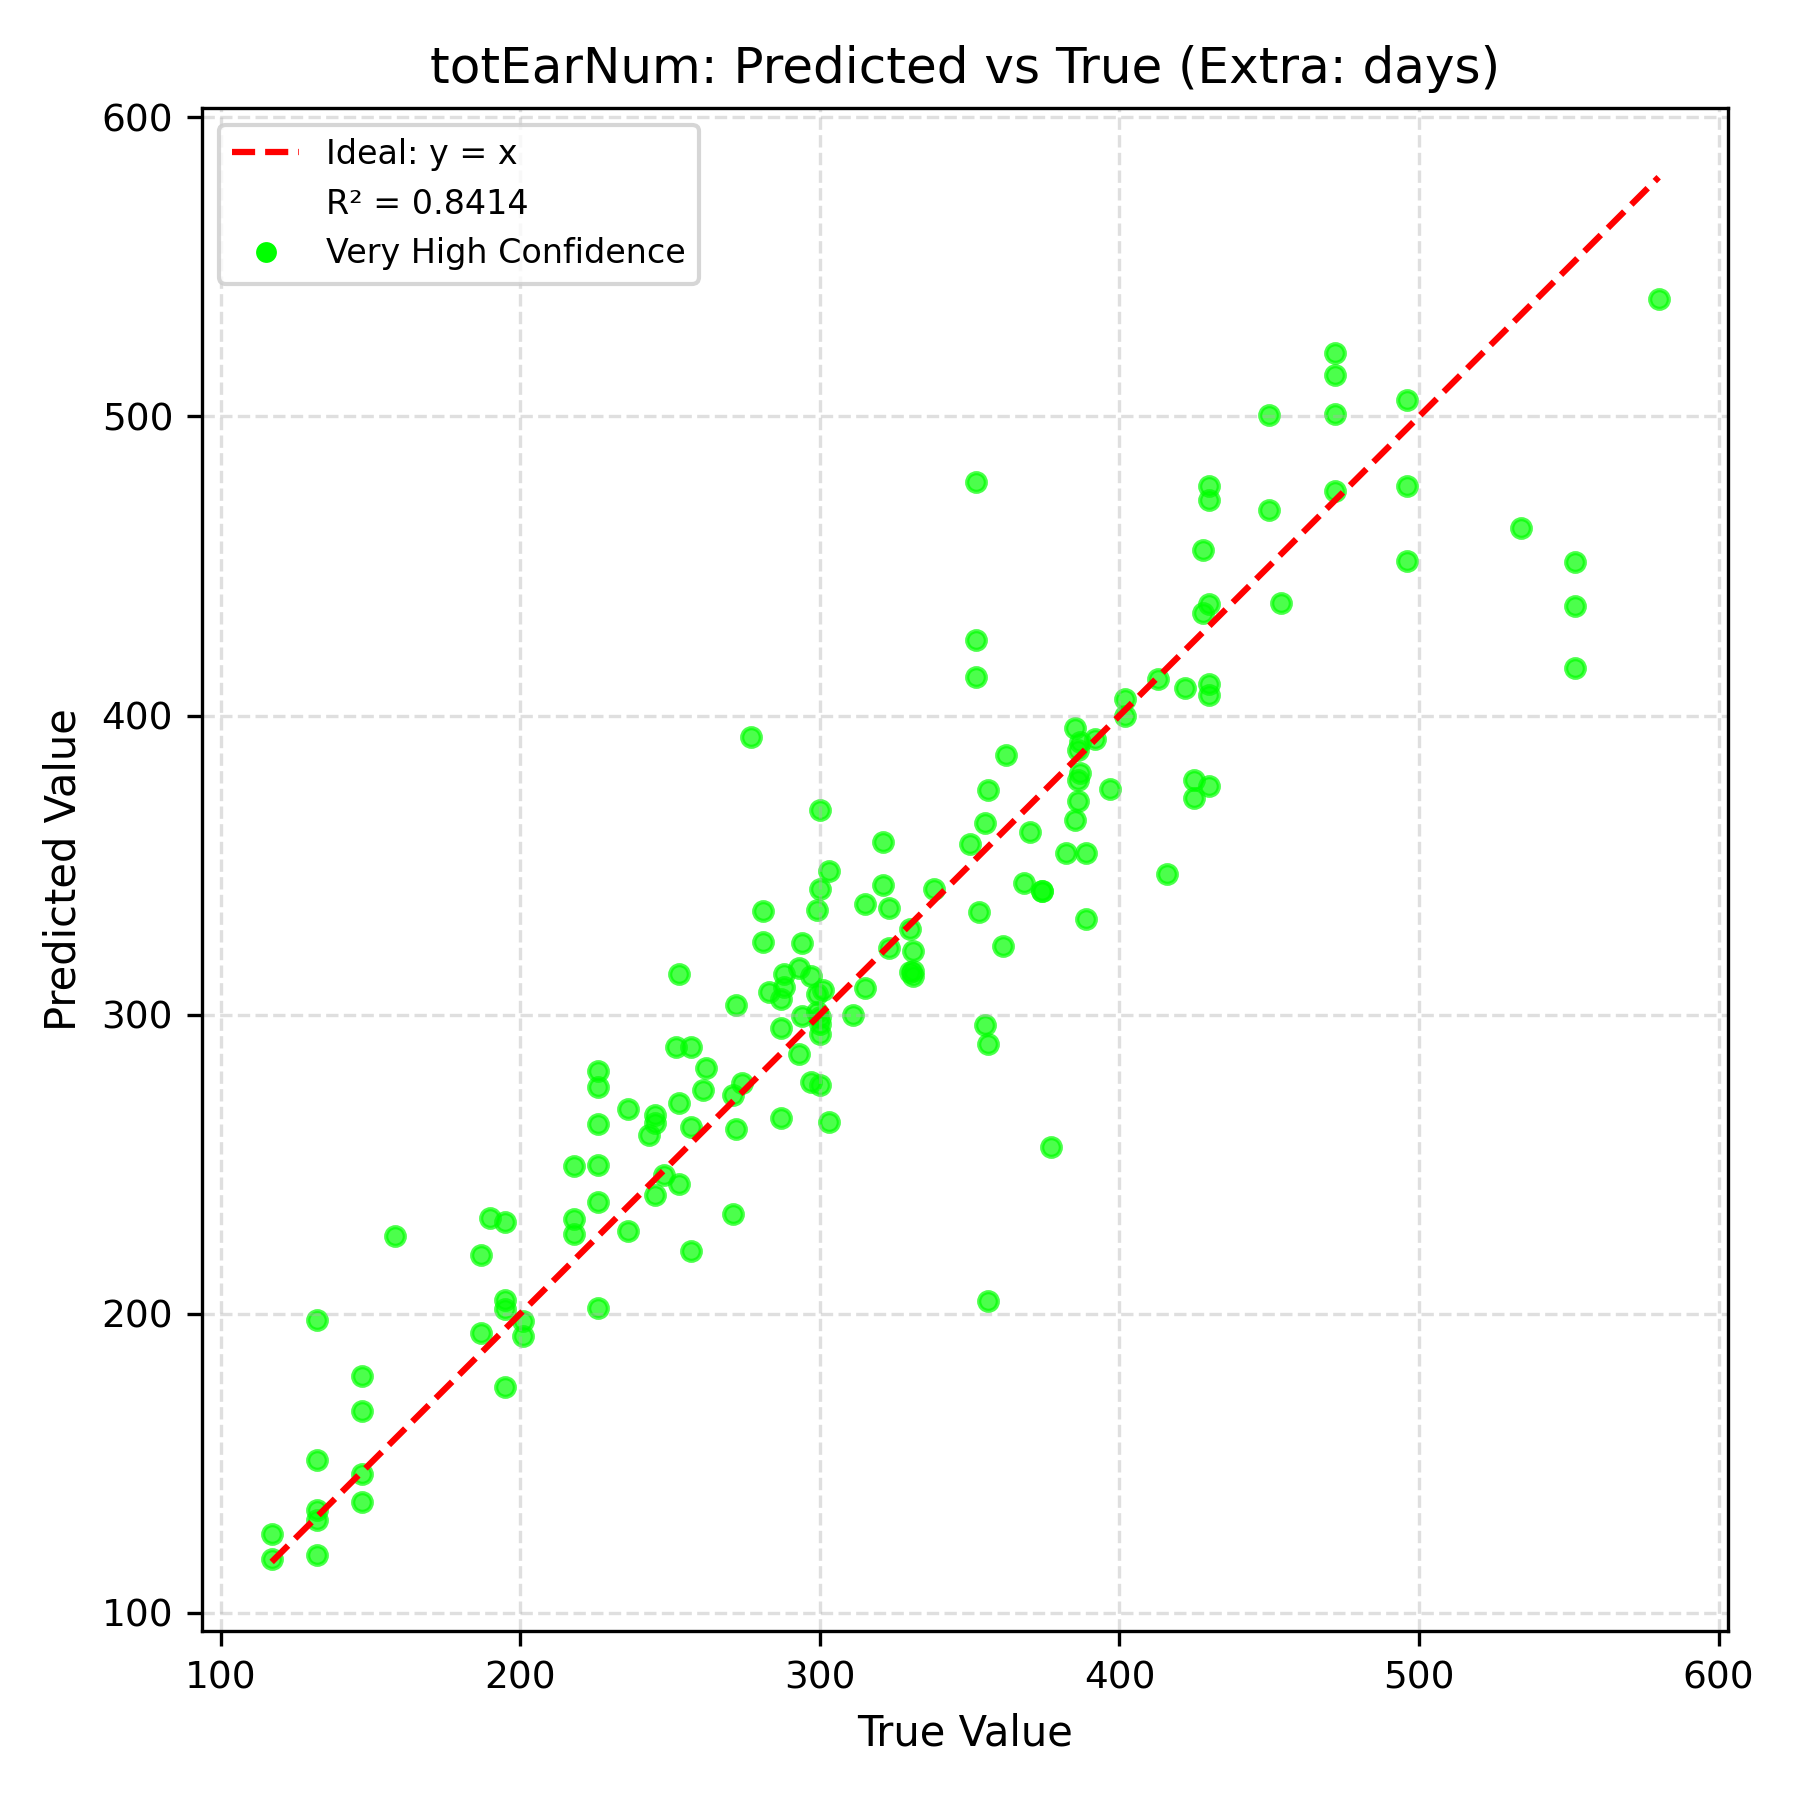 totEarNum: Predicted vs True (Extra: days)
Ideal: y = x
R² = 0.8414
Very High Confidence
600
500
400
300
200
100
Predicted Value
100
200
300
400
500
600
True Value